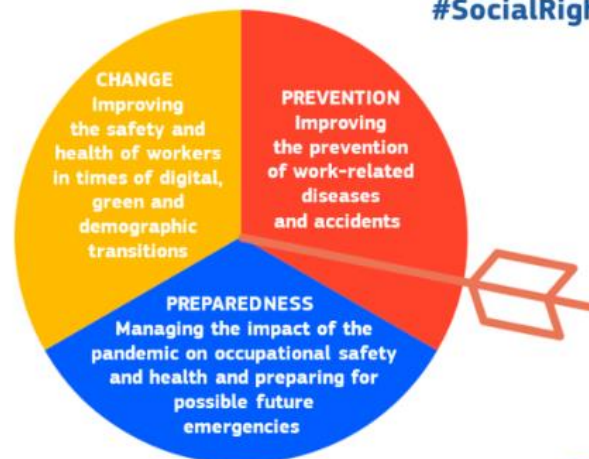 #SocialRigh
CHANGE
Improving
the safety and
health of workers
in times of digital,
green and
demographic
transitions
PREVENTION
Improving
the prevention
of work-related
diseases
and accidents
PREPAREDNESS
Managing the impact of the
pandemic on occupational safety
and health and preparing for
possible future
emergencies